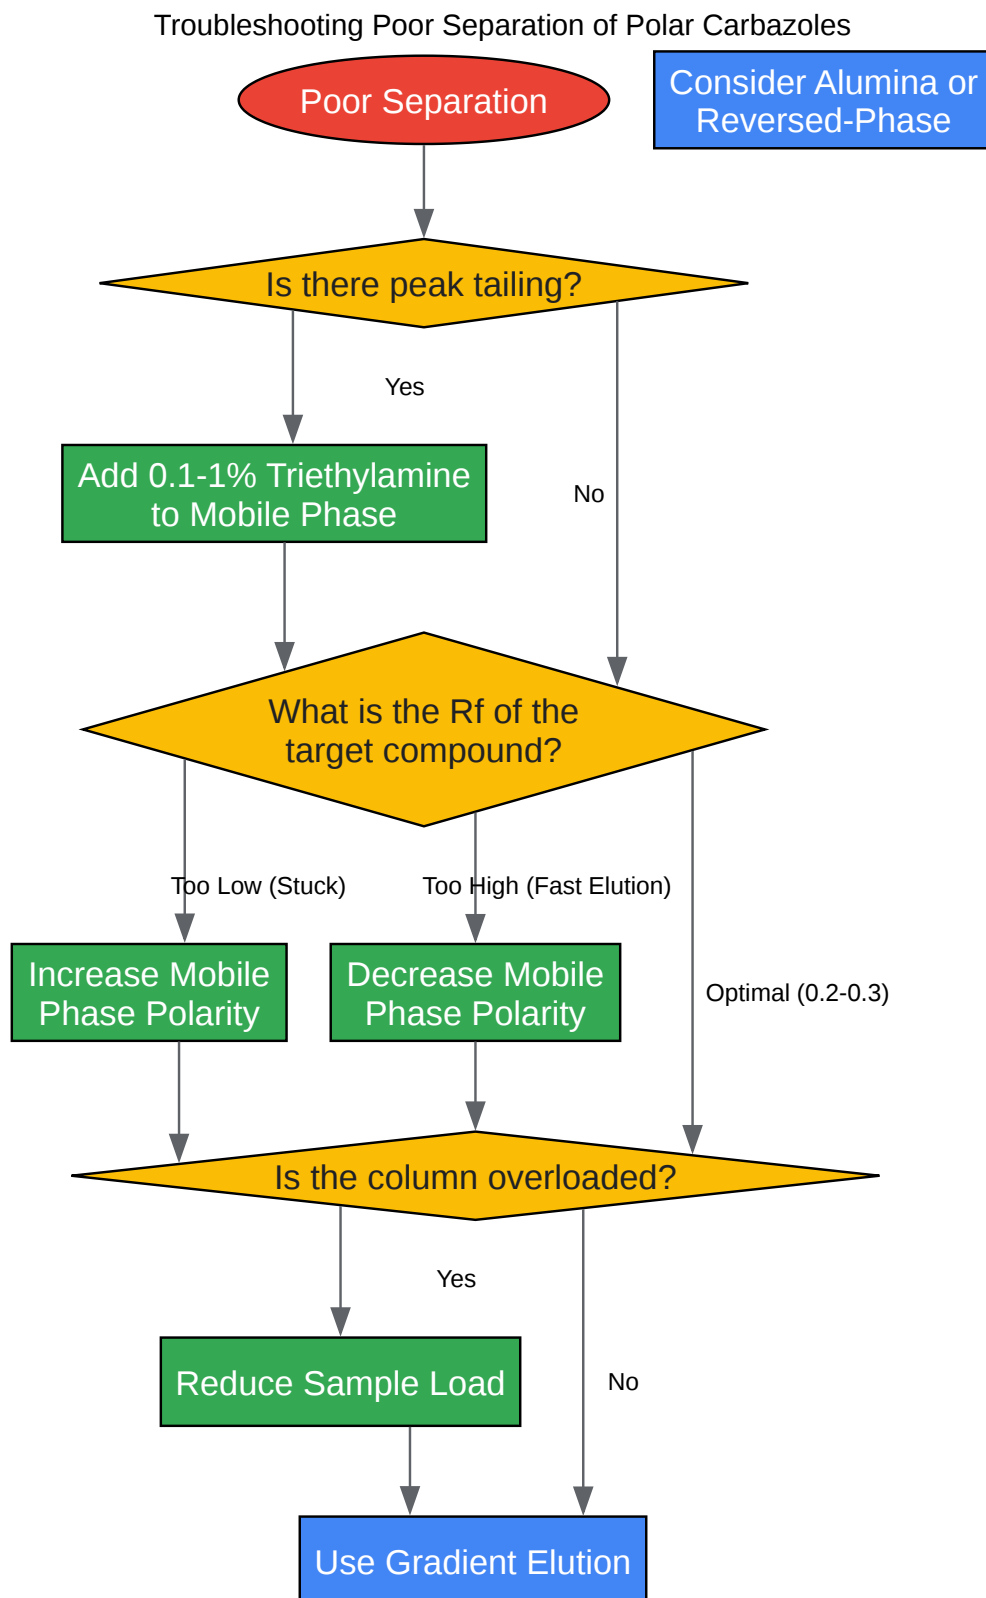 Troubleshooting Poor Separation of Polar Carbazoles
Poor Separation
Consider Alumina or
Reversed-Phase
Is there peak tailing?
Yes
Add 0.1-1% Triethylamine
to Mobile Phase
No
What is the Rf of the
target compound?
Too Low (Stuck)
Too High (Fast Elution)
Increase Mobile
Phase Polarity
Decrease Mobile
Phase Polarity
Optimal (0.2-0.3)
Is the column overloaded?
Yes
Reduce Sample Load
No
Use Gradient Elution